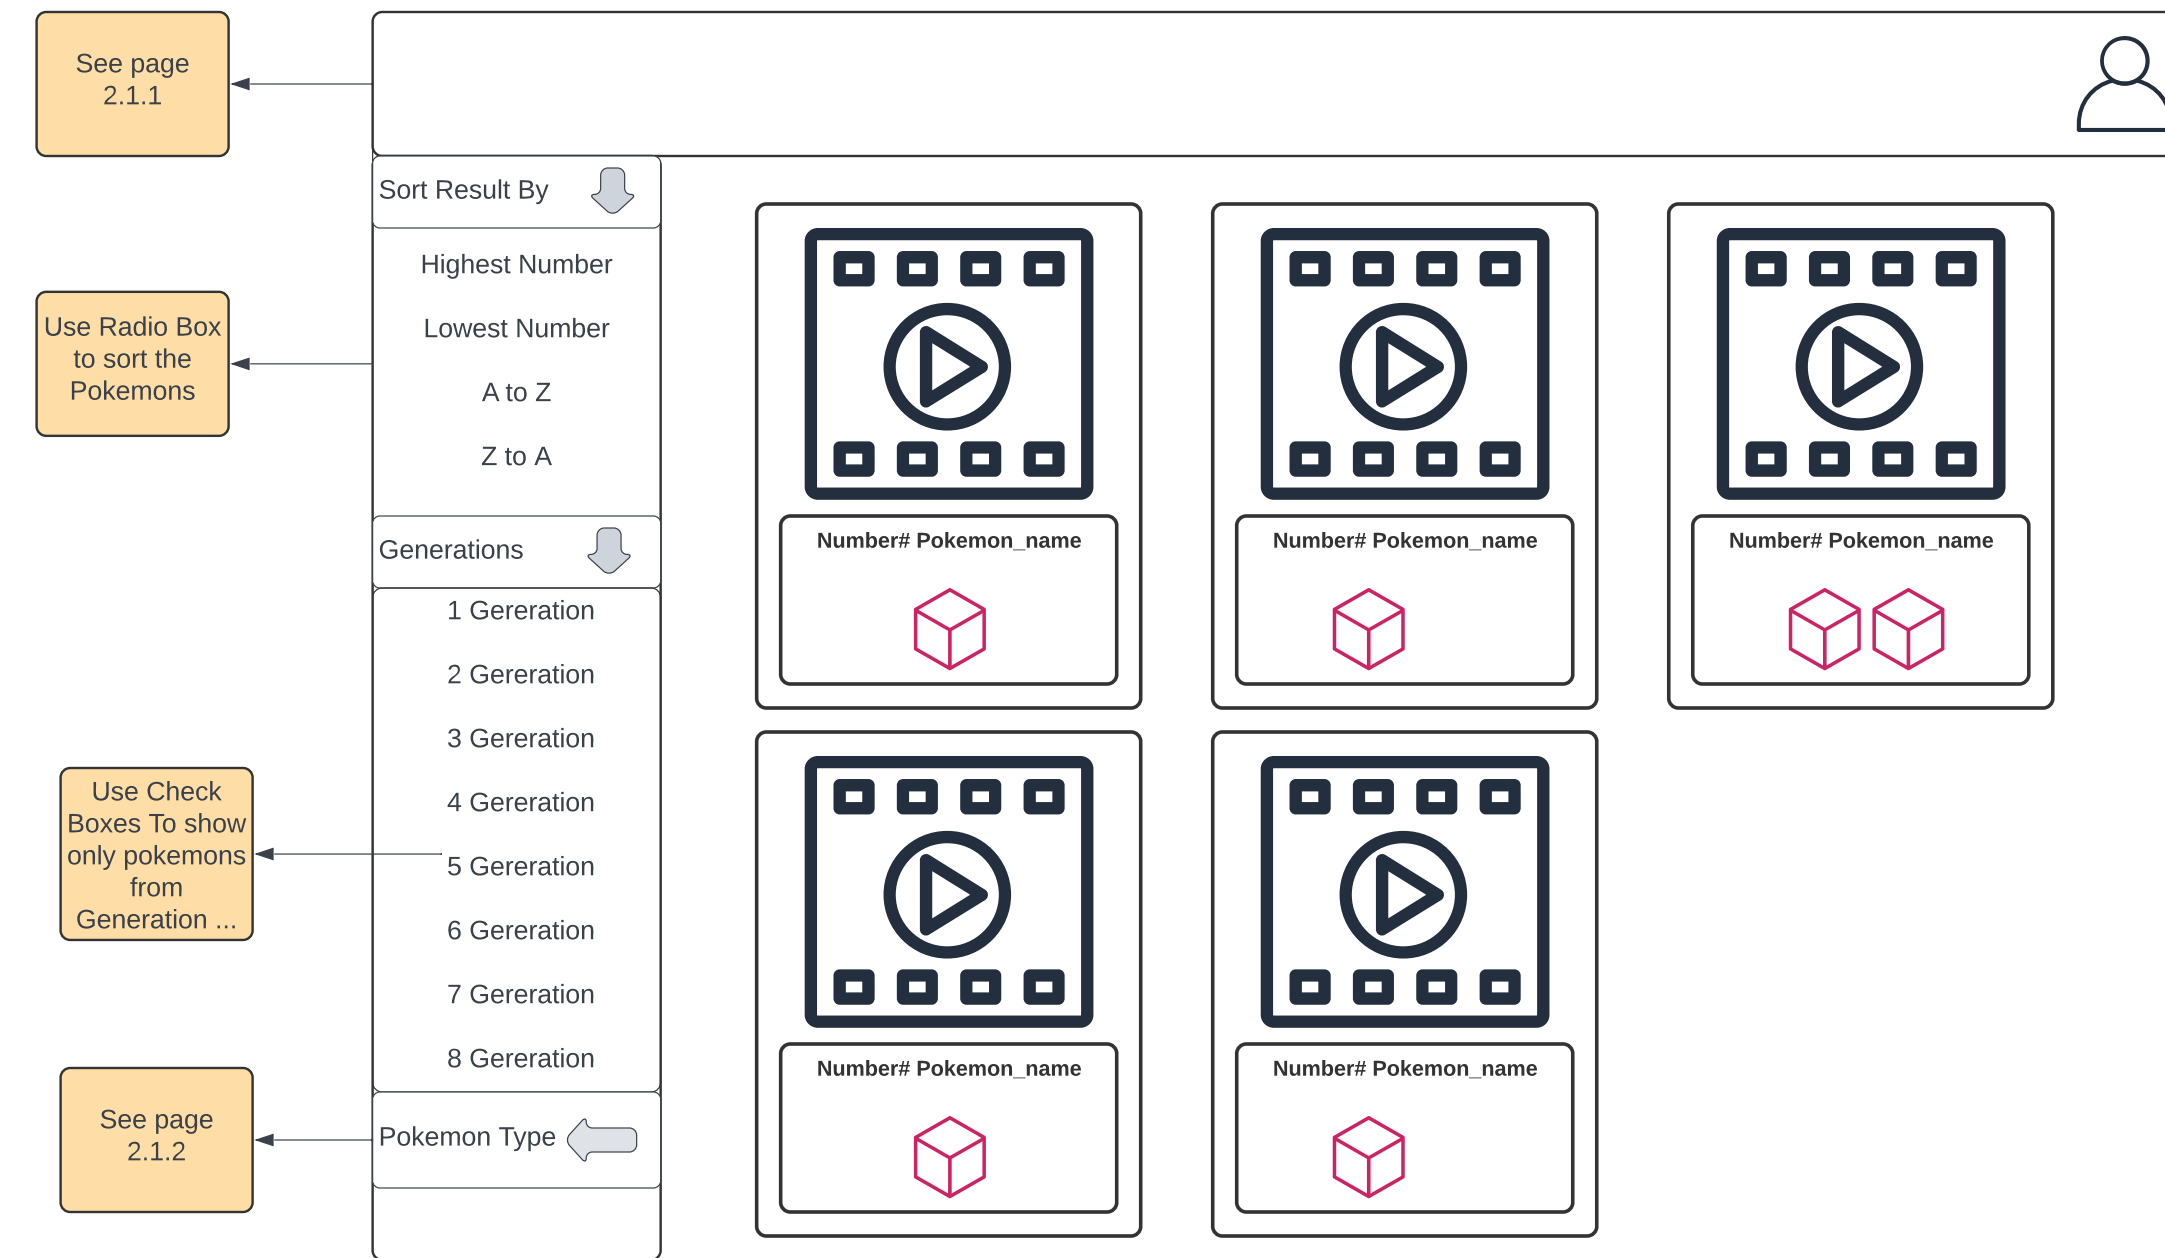 See page
2.1.1
Sort Result By
Highest Number
Lowest Number
A to Z
Z to A
Use Radio Box
to sort the
Pokemons
Generations
1 Gereration
2 Gereration
3 Gereration
4 Gereration
5 Gereration
6 Gereration
7 Gereration
8 Gereration
Use Check
Boxes To show
only pokemons
from
Generation ...
Pokemon Type
See page
2.1.2
Number# Pokemon_name
Number# Pokemon_name
Number# Pokemon_name
Number# Pokemon_name
Number# Pokemon_name